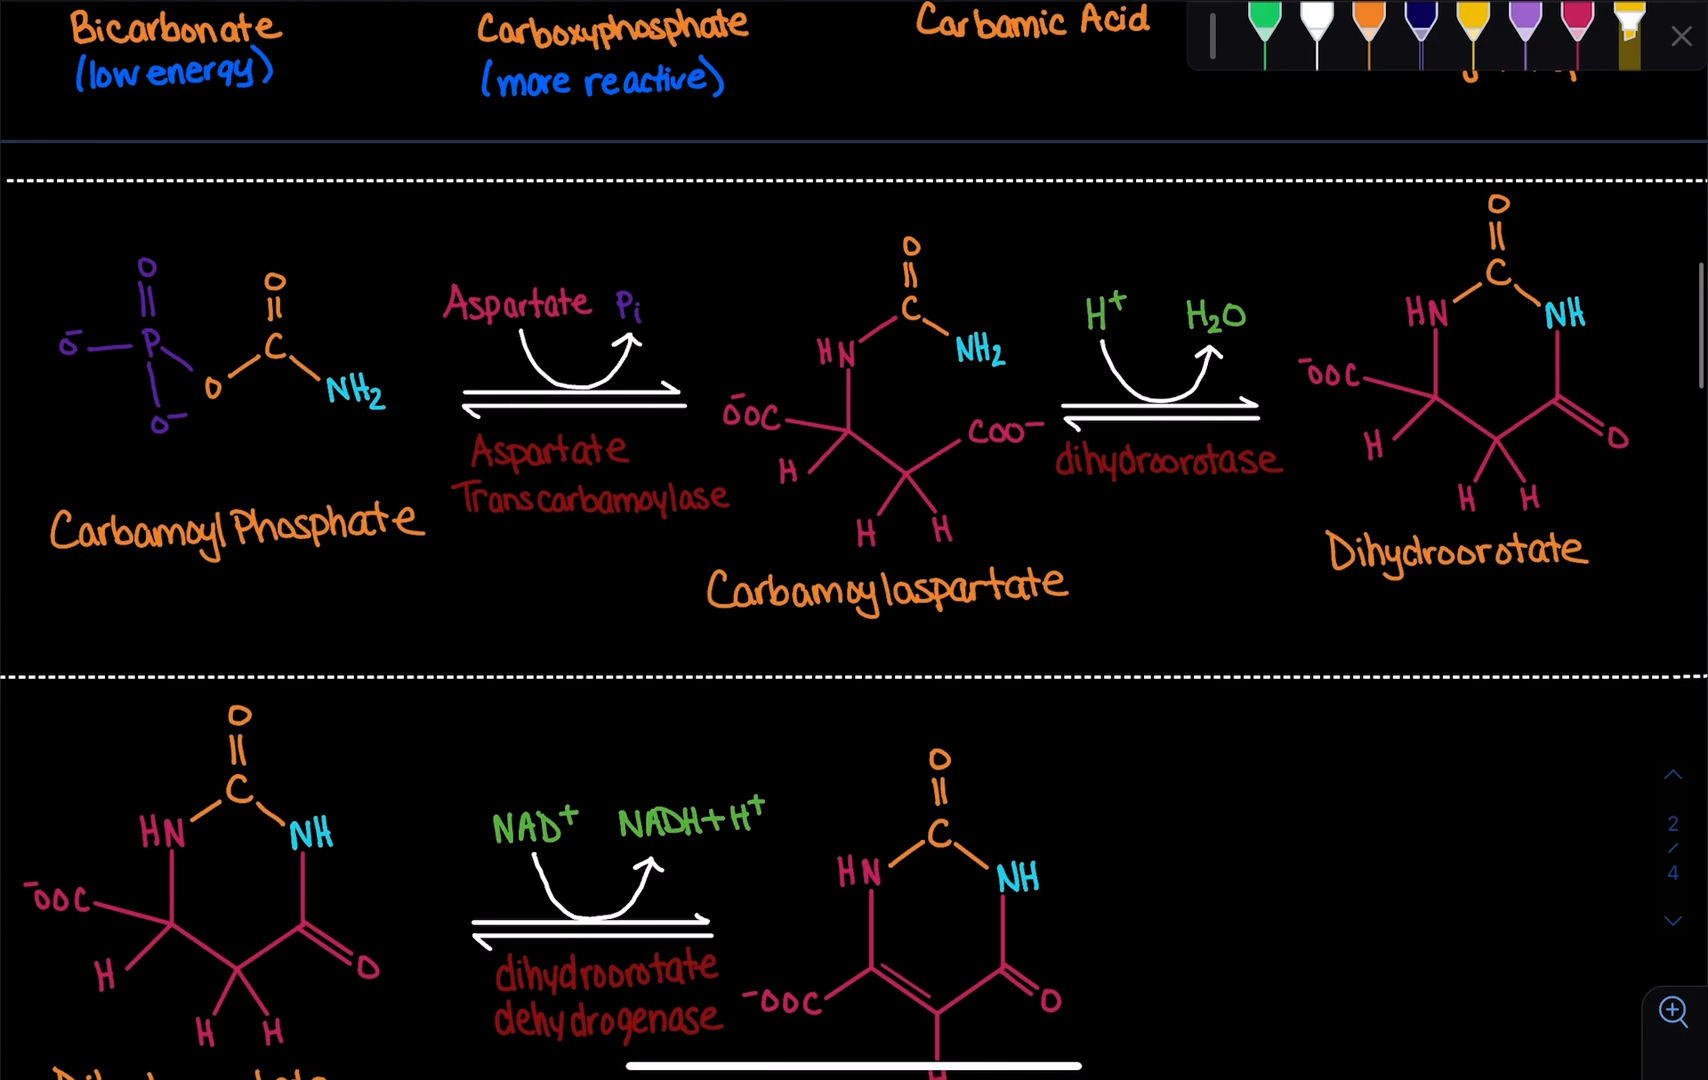 Bicarbonate
(low energy)
Carboxyphosphate
(more reactive)
Carbamic Acid
O
O⁻
P
O⁻
O
C
O
NH₂
Carbamoyl Phosphate
Aspartate Pi
Aspartate
Transcarbamoylase
O
C
HN
NH₂
⁻OOC
COO⁻
H
H
H
Carbamoylaspartate
H⁺
H₂O
dihydroorotase
O
C
HN
NH
⁻OOC
H
O
H
H
Dihydroorotate
O
C
HN
NH
⁻OOC
H
O
H
H
NAD⁺
NADH+H⁺
dihydroorotate
dehydrogenase
O
C
HN
NH
⁻OOC
O
H
2
/
4